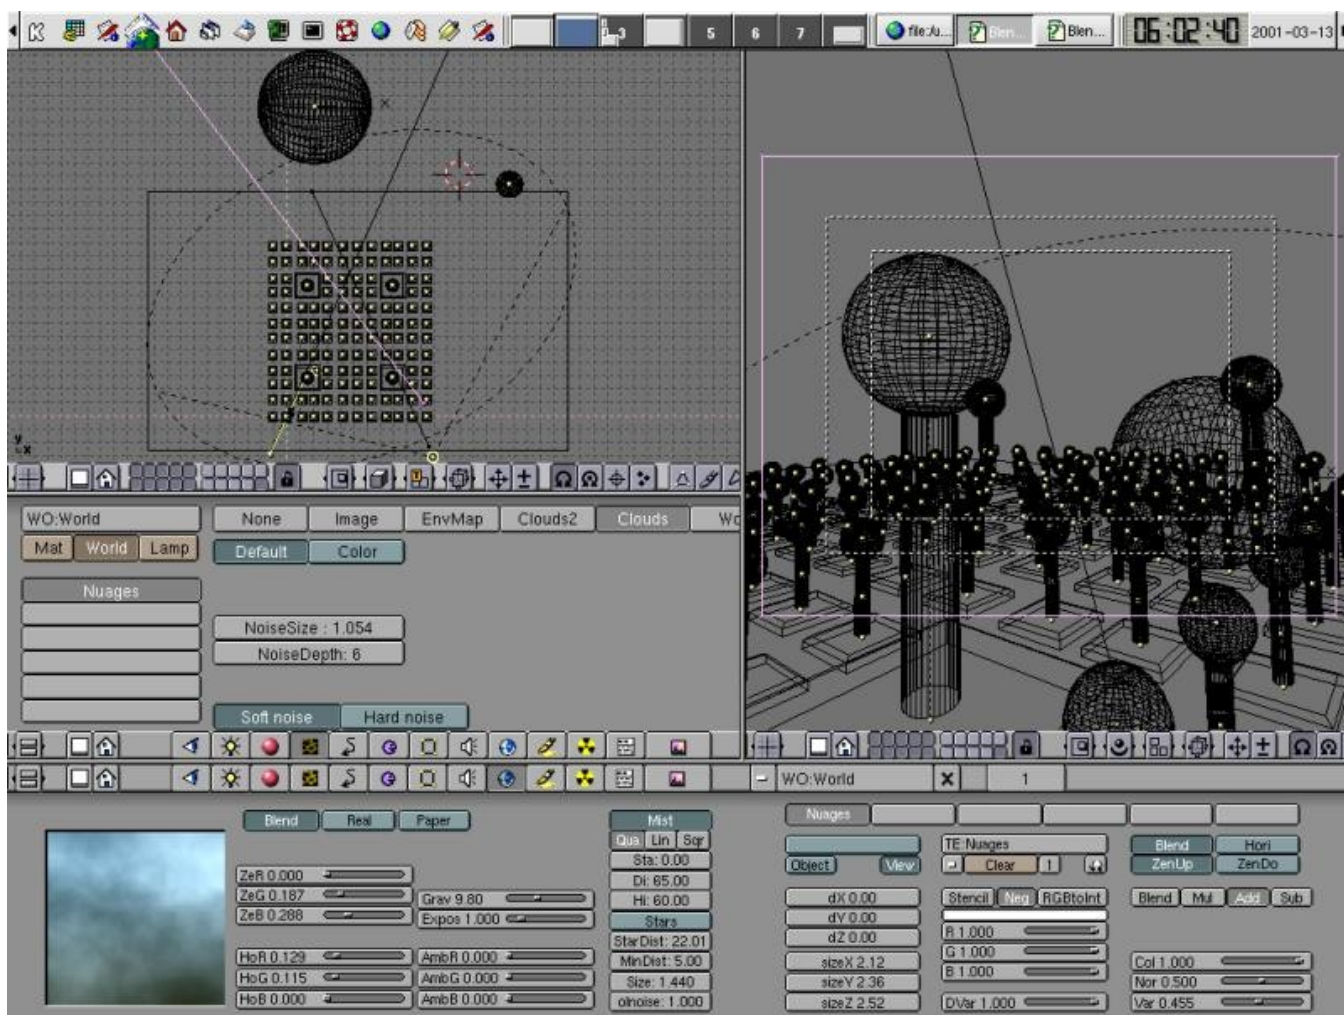 3 5 6 7 file:/u... Blen... Blen... 06:02:40 2001-03-13
y
x
WO:World None Image EnvMap Clouds2 Clouds Wo
Mat World Lamp Default Color
Nuages
NoiseSize : 1.054
NoiseDepth: 6
Soft noise Hard noise
WO:World 1
Blend Real Paper
Mist
Qua Lin Sqr
Sta: 0.00
Di: 65.00
Hi: 60.00
Stars
StarDist: 22.01
MinDist: 5.00
Size: 1.440
olnoise: 1.000
ZeR 0.000
ZeG 0.187
ZeB 0.288
Grav 9.80
Expos 1.000
HoR 0.129
HoG 0.115
HoB 0.000
AmbR 0.000
AmbG 0.000
AmbB 0.000
Nuages
Object View
dX 0.00
dY 0.00
dZ 0.00
sizeX 2.12
sizeY 2.36
sizeZ 2.52
TE:Nuages
Clear 1
Stencil Neg RGBtoInt
R 1.000
G 1.000
B 1.000
DVar 1.000
Blend Hori
ZenUp ZenDo
Blend Mul Add Sub
Col 1.000
Nor 0.500
Var 0.455